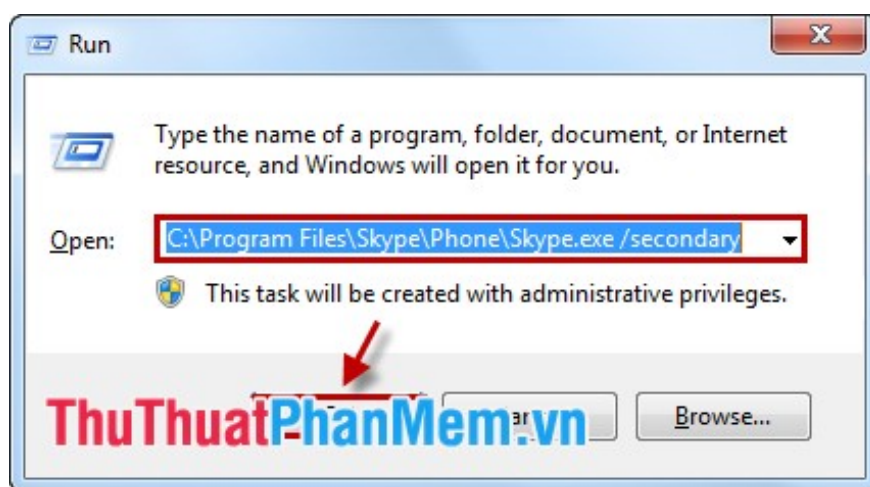 Run
Type the name of a program, folder, document, or Internet
resource, and Windows will open it for you.
Open: C:\Program Files\Skype\Phone\Skype.exe /secondary
This task will be created with administrative privileges.
ThuThuatPhanMem.vn
Browse...